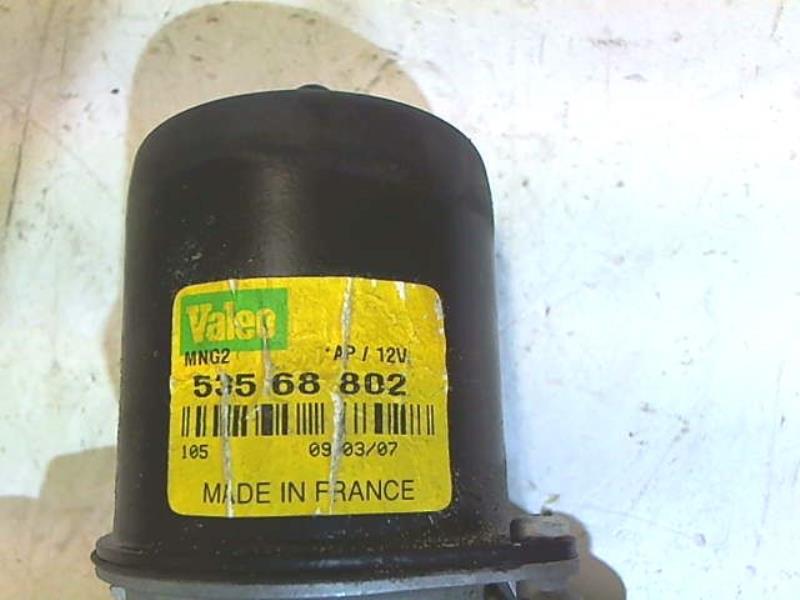 Valeo
MNG2 *AP / 12V
535 68 802
105 09/03/07
MADE IN FRANCE